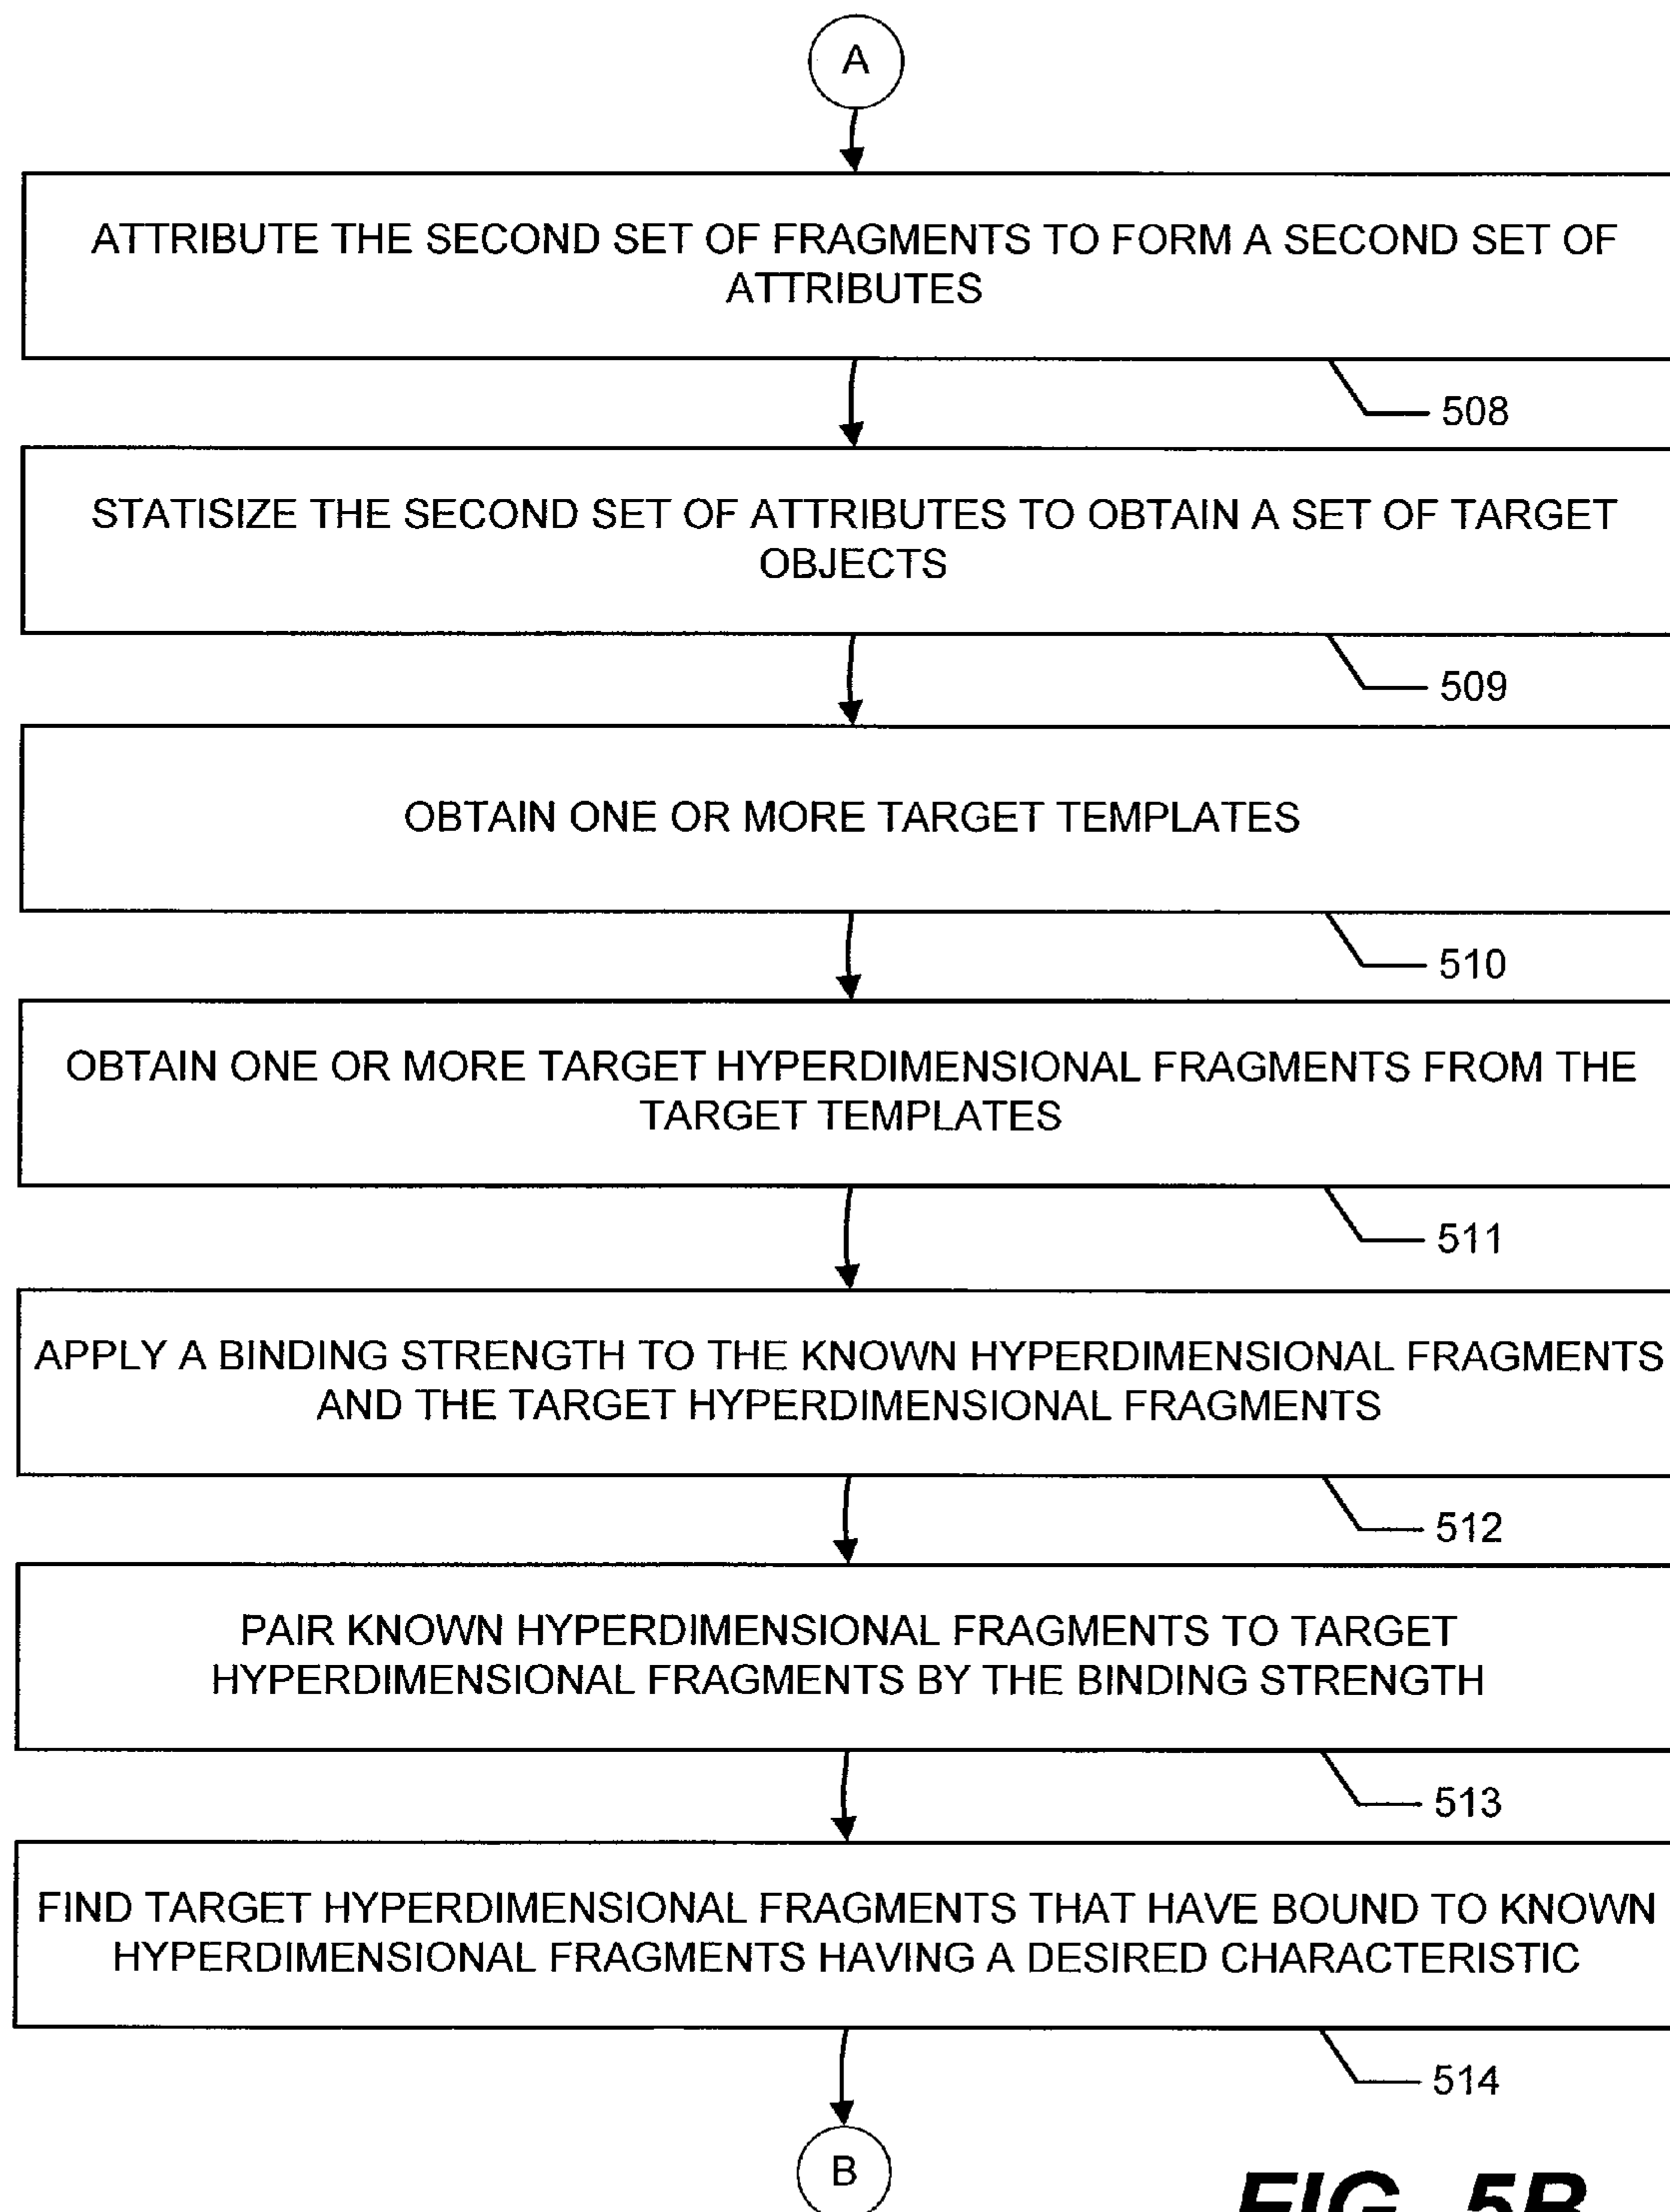 A
ATTRIBUTE THE SECOND SET OF FRAGMENTS TO FORM A SECOND SET OF
ATTRIBUTES
508
STATISIZE THE SECOND SET OF ATTRIBUTES TO OBTAIN A SET OF TARGET
OBJECTS
509
OBTAIN ONE OR MORE TARGET TEMPLATES
510
OBTAIN ONE OR MORE TARGET HYPERDIMENSIONAL FRAGMENTS FROM THE
TARGET TEMPLATES
511
APPLY A BINDING STRENGTH TO THE KNOWN HYPERDIMENSIONAL FRAGMENTS
AND THE TARGET HYPERDIMENSIONAL FRAGMENTS
512
PAIR KNOWN HYPERDIMENSIONAL FRAGMENTS TO TARGET
HYPERDIMENSIONAL FRAGMENTS BY THE BINDING STRENGTH
513
FIND TARGET HYPERDIMENSIONAL FRAGMENTS THAT HAVE BOUND TO KNOWN
HYPERDIMENSIONAL FRAGMENTS HAVING A DESIRED CHARACTERISTIC
514
B
FIG. 5B